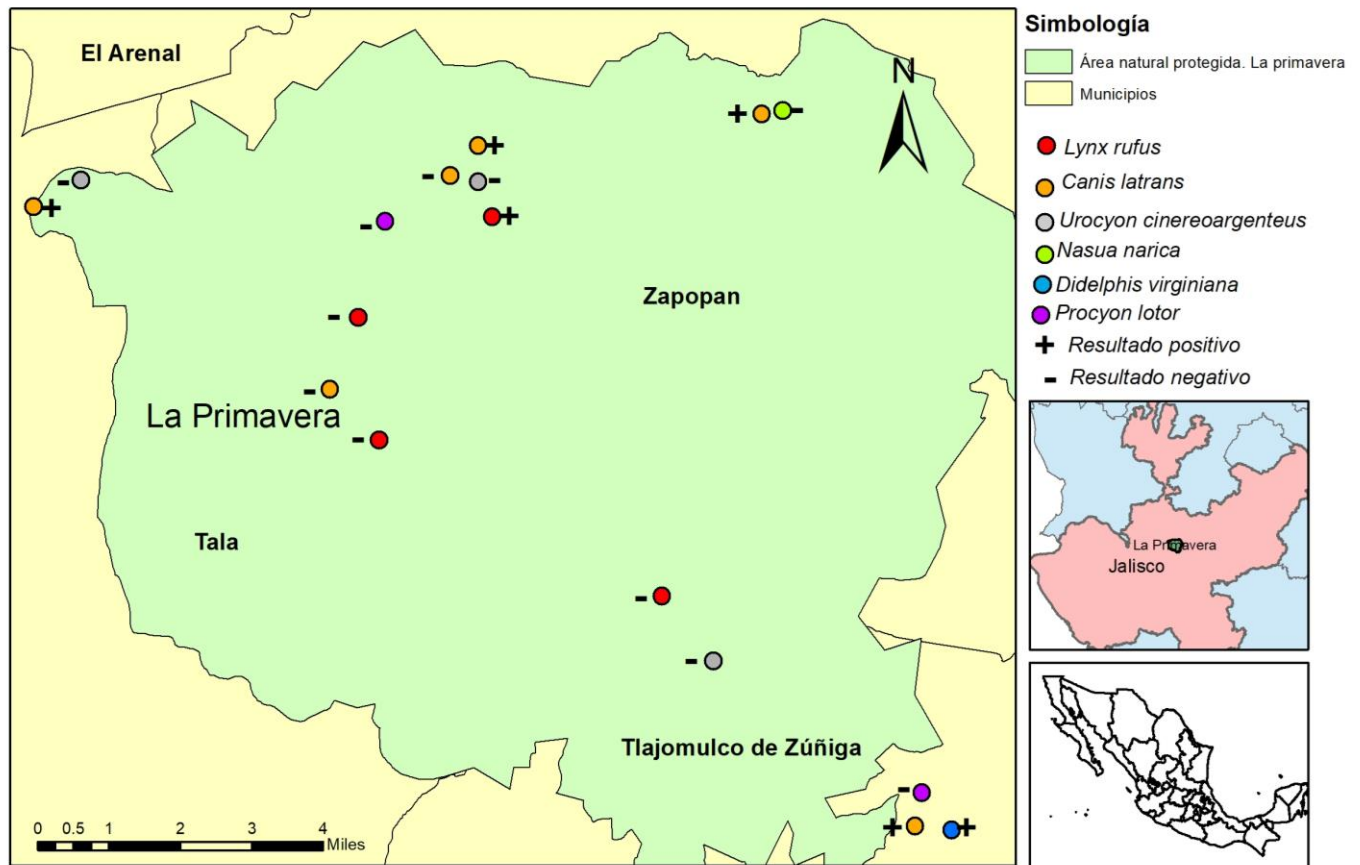 El Arenal
Zapopan
La Primavera
Tala
Tlajomulco de Zúñiga
0 0.5 1 2 3 4
Miles
N
Simbología
Área natural protegida. La primavera
Municipios
Lynx rufus
Canis latrans
Urocyon cinereoargenteus
Nasua narica
Didelphis virginiana
Procyon lotor
+ Resultado positivo
- Resultado negativo
La Primavera
Jalisco